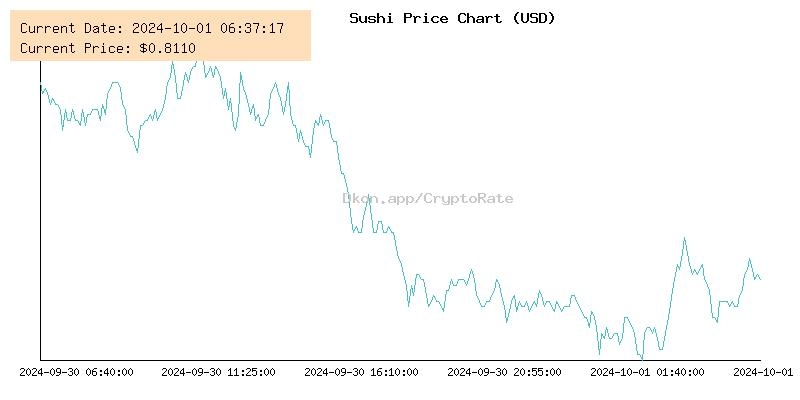 Sushi Price Chart (USD)
Current Date: 2024-10-01 06:37:17
Current Price: $0.8110
Dkon.app/CryptoRate
2024-09-30 06:40:00 2024-09-30 11:25:00 2024-09-30 16:10:00 2024-09-30 20:55:00 2024-10-01 01:40:00 2024-10-01